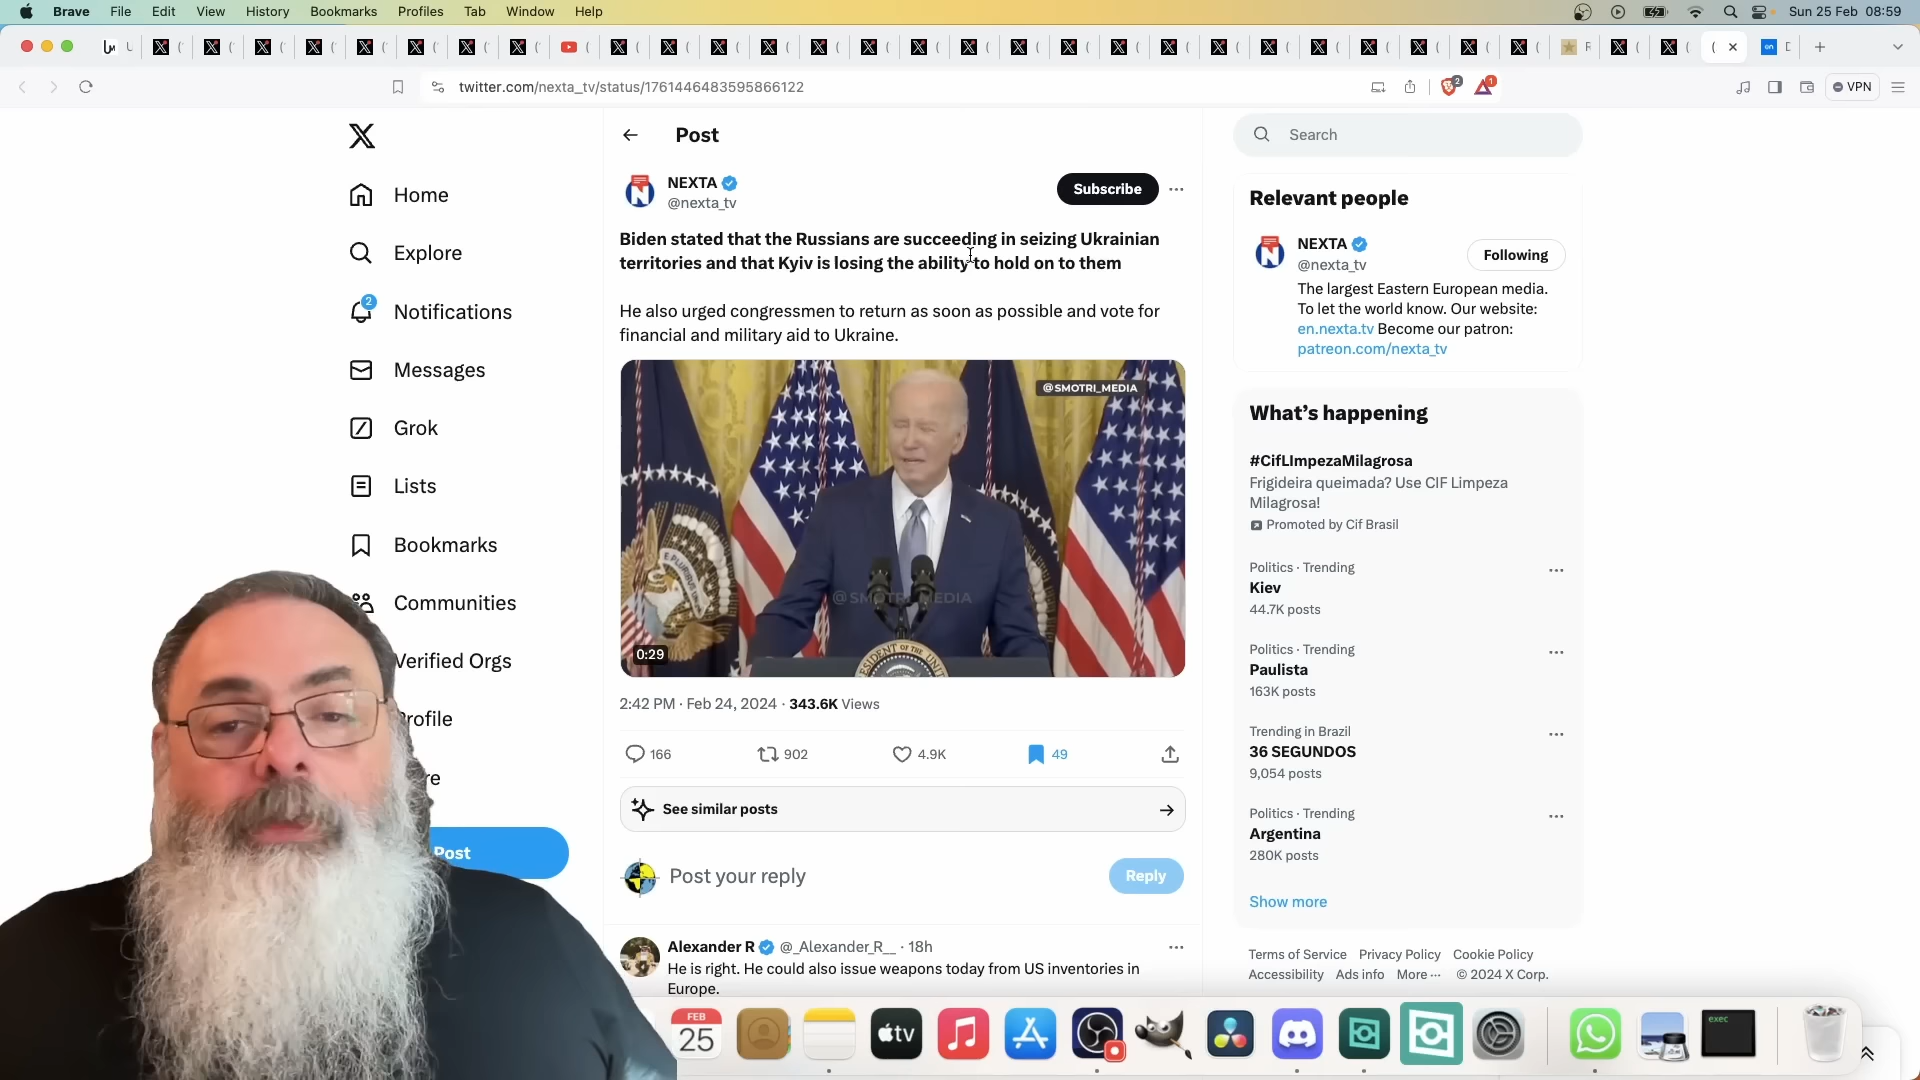 Brave File Edit View History Bookmarks Profiles Tab Window Help
Sun 25 Feb 08:59
twitter.com/nexta_tv/status/1761446483595866122
2
1
VPN
Home
Explore
2
Notifications
Messages
Grok
Lists
Bookmarks
Communities
Verified Orgs
rofile
re
Post
Post
NEXTA
@nexta_tv
Subscribe
Biden stated that the Russians are succeeding in seizing Ukrainian
territories and that Kyiv is losing the ability to hold on to them
He also urged congressmen to return as soon as possible and vote for
financial and military aid to Ukraine.
@SMOTRI_MEDIA
@SMOTRI_MEDIA
0:29
2:42 PM · Feb 24, 2024 · 343.6K Views
166
902
4.9K
49
See similar posts
Post your reply
Reply
Alexander R @_Alexander_R__ · 18h
He is right. He could also issue weapons today from US inventories in
Europe.
Search
Relevant people
NEXTA
@nexta_tv
Following
The largest Eastern European media.
To let the world know. Our website:
en.nexta.tv Become our patron:
patreon.com/nexta_tv
What's happening
#CifLImpezaMilagrosa
Frigideira queimada? Use CIF Limpeza
Milagrosa!
Promoted by Cif Brasil
Politics · Trending
Kiev
44.7K posts
Politics · Trending
Paulista
163K posts
Trending in Brazil
36 SEGUNDOS
9,054 posts
Politics · Trending
Argentina
280K posts
Show more
Terms of Service Privacy Policy Cookie Policy
Accessibility Ads info More ··· © 2024 X Corp.
FEB
25
tv
exec